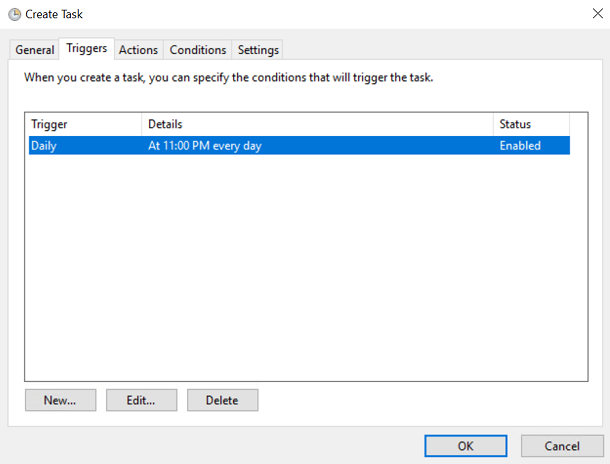 Create Task
General Triggers Actions Conditions Settings
When you create a task, you can specify the conditions that will trigger the task.
Trigger Details Status
Daily At 11:00 PM every day Enabled
New... Edit... Delete
OK Cancel